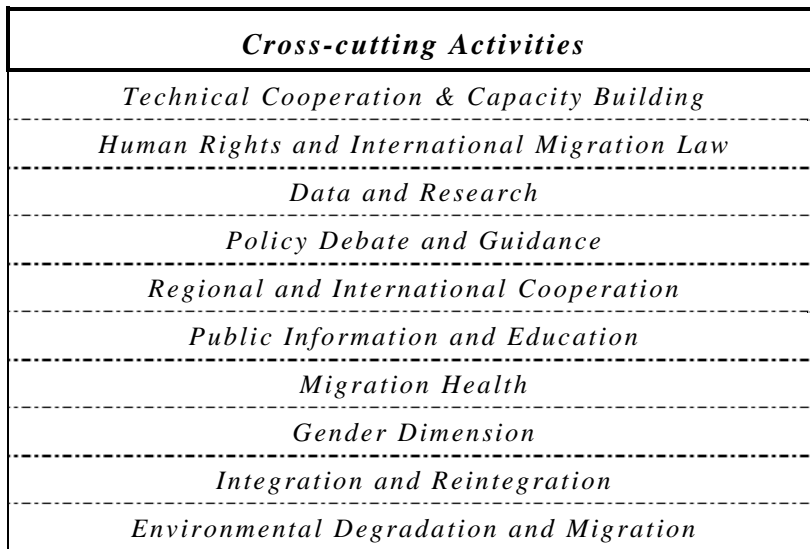 Cross-cutting Activities
Technical Cooperation & Capacity Building
Human Rights and International Migration Law
Data and Research
Policy Debate and Guidance
Regional and International Cooperation
Public Information and Education
Migration Health
Gender Dimension
Integration and Reintegration
Environmental Degradation and Migration